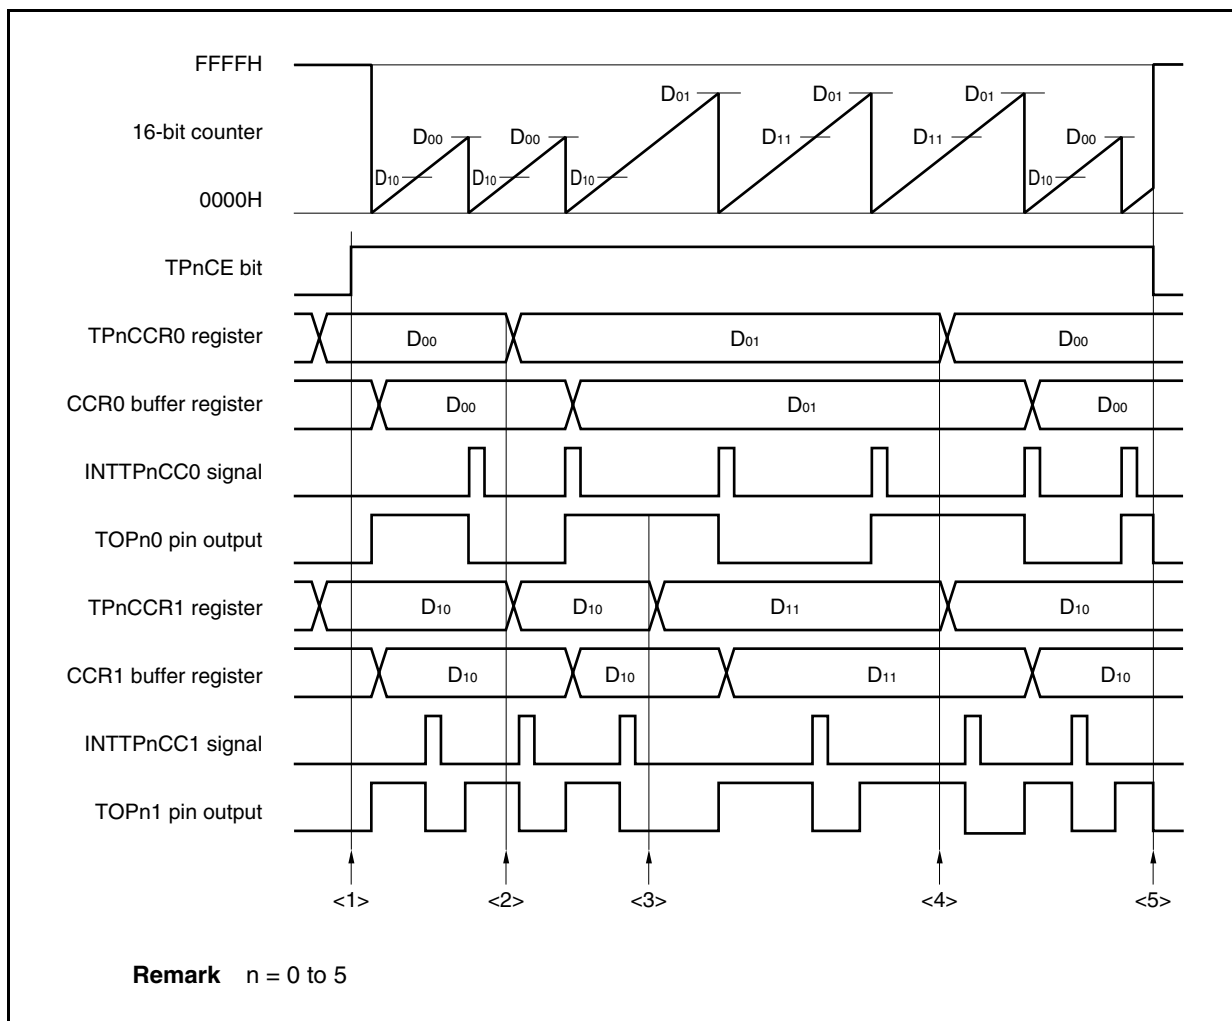 FFFFH
D01 D01 D01
16-bit counter D00 D00 D11 D11 D00
D10 D10 D10 D10
0000H
TPnCE bit
TPnCCR0 register D00 D01 D00
CCR0 buffer register D00 D01 D00
INTTPnCC0 signal
TOPn0 pin output
TPnCCR1 register D10 D10 D11 D10
CCR1 buffer register D10 D10 D11 D10
INTTPnCC1 signal
TOPn1 pin output
<1> <2> <3> <4> <5>
Remark n = 0 to 5